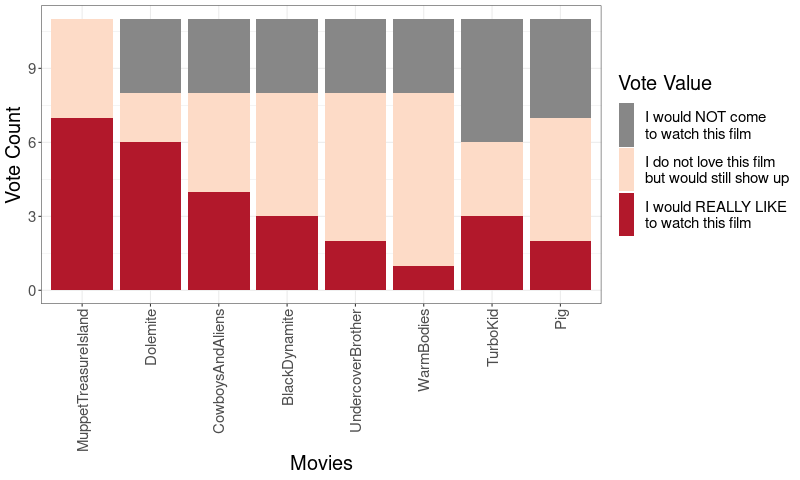 Vote Count
9
6
3
0
MuppetTreasureIsland
Dolemite
CowboysAndAliens
BlackDynamite
UndercoverBrother
WarmBodies
TurboKid
Pig
Movies
Vote Value
I would NOT come
to watch this film
I do not love this film
but would still show up
I would REALLY LIKE
to watch this film